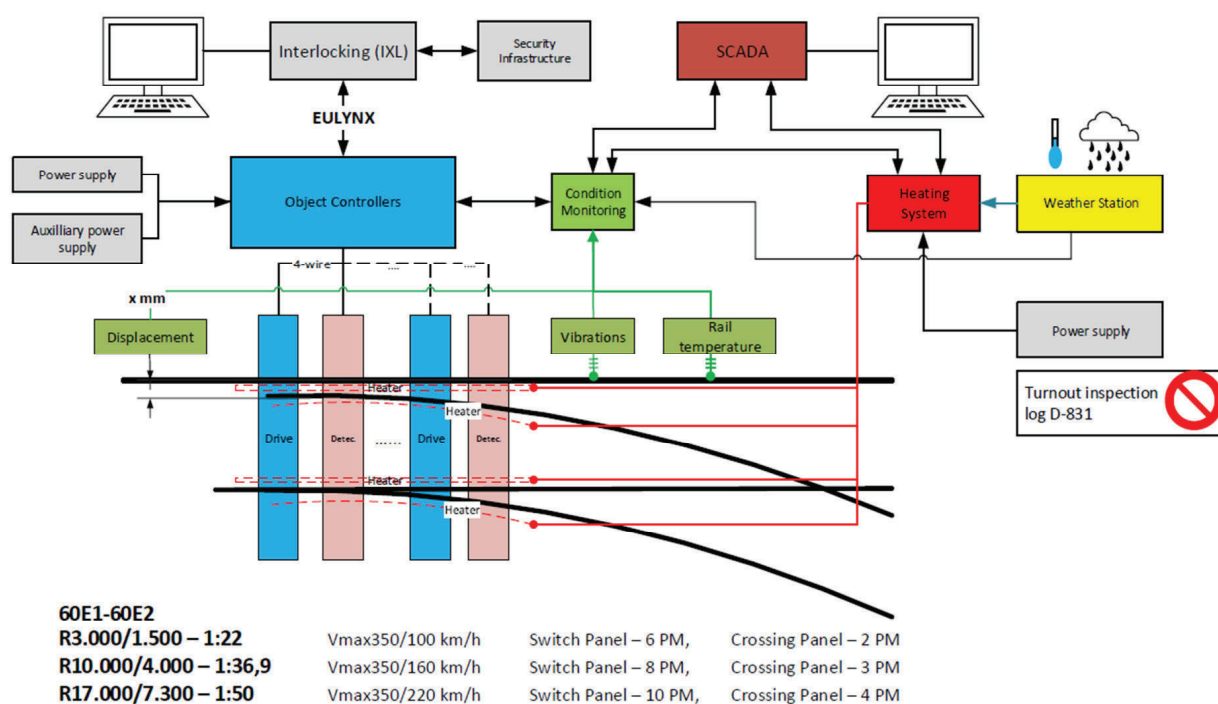 Interlocking (IXL)
Security
Infrastructure
SCADA
EULYNX
Power supply
Auxilliary power
supply
Object Controllers
Condition
Monitoring
Heating
System
Weather Station
4-wire
....
....
x mm
Displacement
Vibrations
Rail
temperature
Power supply
Heater
Heater
Turnout inspection
log D-831
Drive
Detec.
......
Drive
Detec.
Heater
Heater
60E1-60E2
R3.000/1.500 – 1:22 Vmax350/100 km/h Switch Panel – 6 PM, Crossing Panel – 2 PM
R10.000/4.000 – 1:36,9 Vmax350/160 km/h Switch Panel – 8 PM, Crossing Panel – 3 PM
R17.000/7.300 – 1:50 Vmax350/220 km/h Switch Panel – 10 PM, Crossing Panel – 4 PM